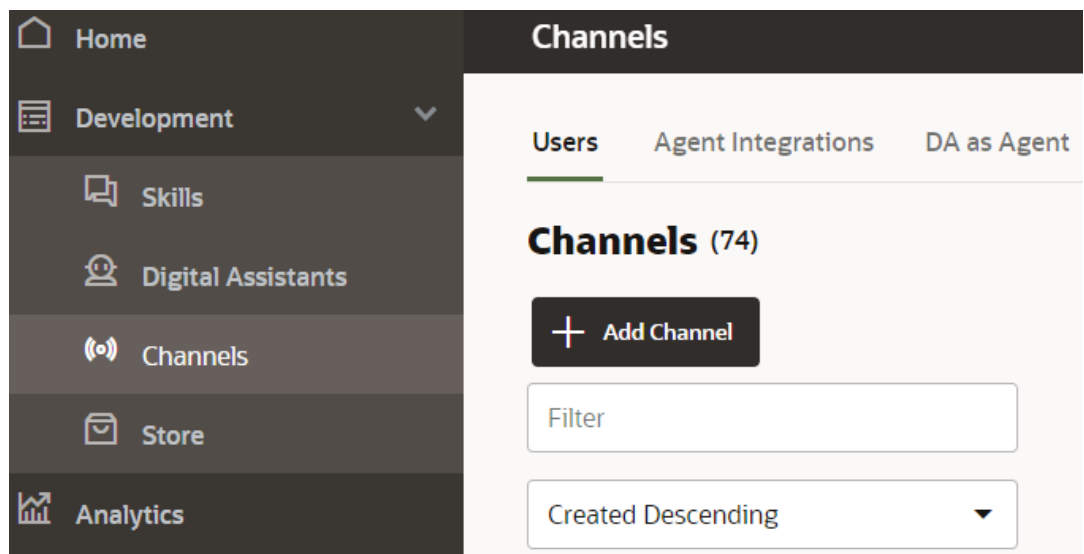 Home
Development
Skills
Digital Assistants
Channels
Store
Analytics
Channels
Users Agent Integrations DA as Agent
Channels (74)
Add Channel
Filter
Created Descending